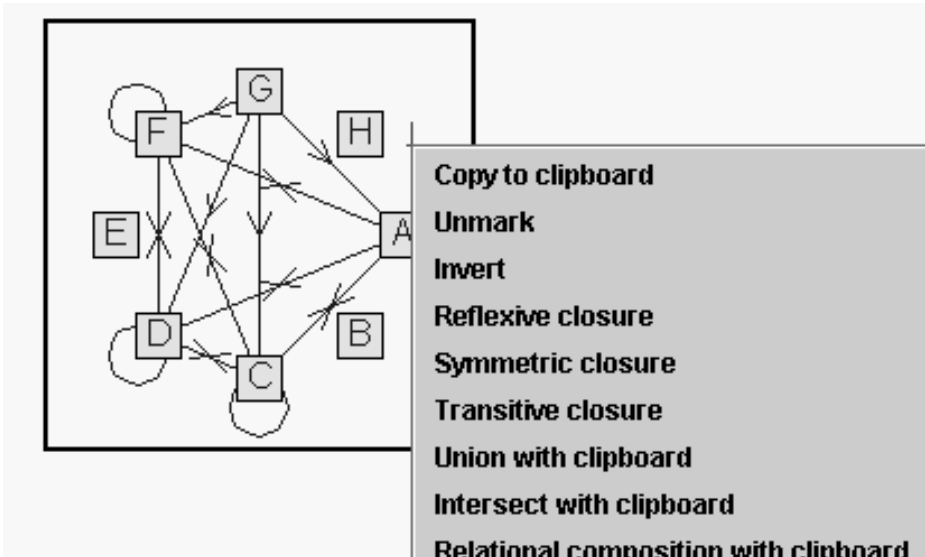 G
F
H
E
A
D
B
C
Copy to clipboard
Unmark
Invert
Reflexive closure
Symmetric closure
Transitive closure
Union with clipboard
Intersect with clipboard
Relational composition with clipboard